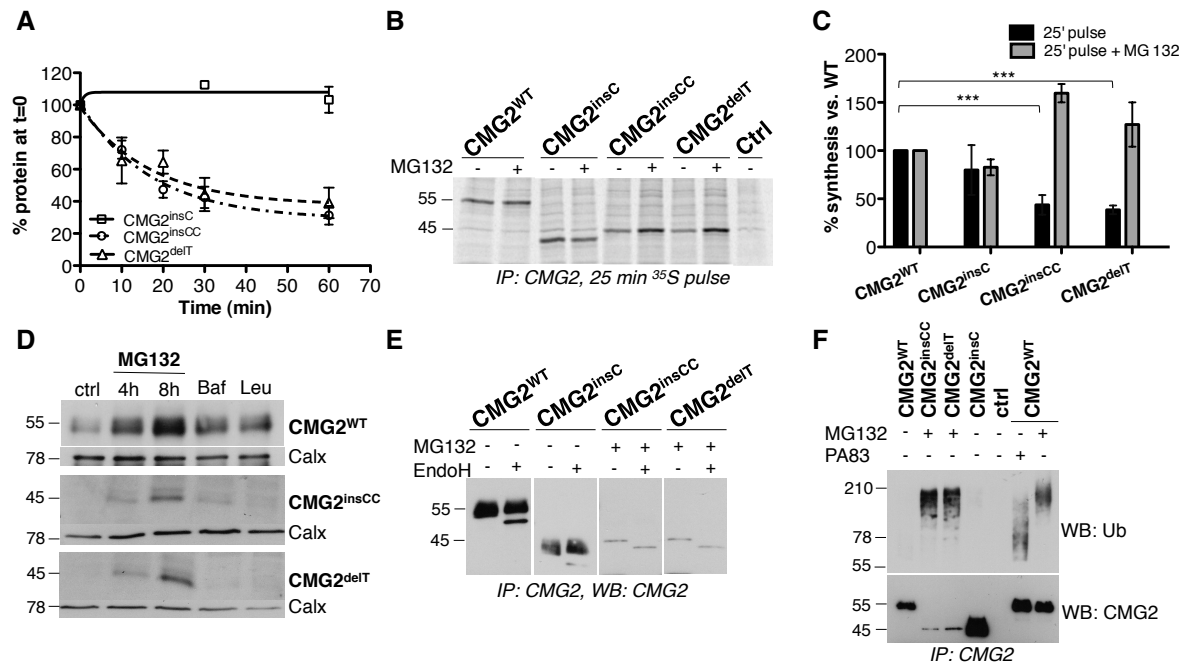 A
% protein at t=0
120
100
80
60
40
20
0
CMG2insC
CMG2insCC
CMG2delT
0 10 20 30 40 50 60 70
Time (min)
B
CMG2WT
CMG2insC
CMG2insCC
CMG2delT
Ctrl
MG132 - + - + - + - + -
55
45
IP: CMG2, 25 min 35S pulse
C
25' pulse
25' pulse + MG 132
% synthesis vs. WT
200
150
100
50
0
***
***
CMG2WT
CMG2insC
CMG2insCC
CMG2delT
D
MG132
ctrl 4h 8h Baf Leu
55 CMG2WT
78 Calx
45 CMG2insCC
78 Calx
45 CMG2delT
78 Calx
E
CMG2WT
CMG2insC
CMG2insCC
CMG2delT
MG132 - - - - + + + +
EndoH - + - + - + - +
55
45
IP: CMG2, WB: CMG2
F
CMG2WT
CMG2insCC
CMG2delT
CMG2insC
ctrl
CMG2WT
MG132 - + + - - - +
PA83 - - - - - + -
210
78
55
WB: Ub
55
45
WB: CMG2
IP: CMG2